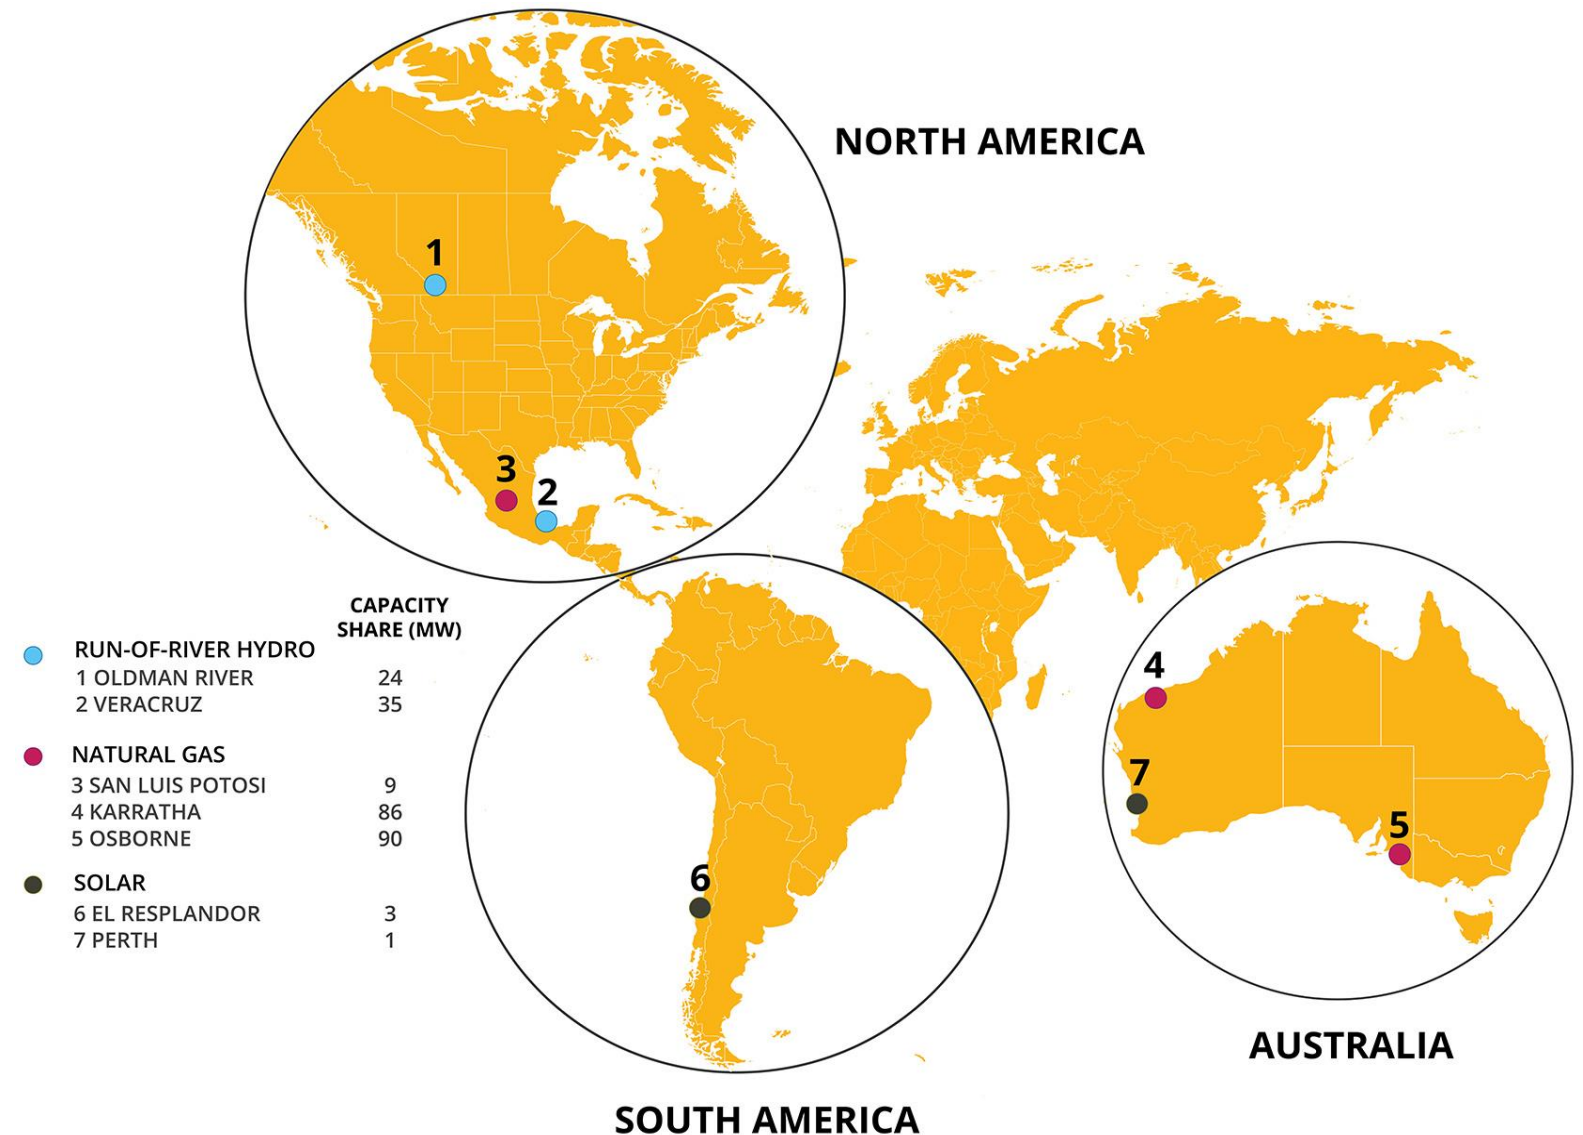 NORTH AMERICA
1
3
2
CAPACITY
SHARE (MW)
RUN-OF-RIVER HYDRO
1 OLDMAN RIVER 24
2 VERACRUZ 35
NATURAL GAS
3 SAN LUIS POTOSI 9
4 KARRATHA 86
5 OSBORNE 90
SOLAR
6 EL RESPLANDOR 3
7 PERTH 1
6
SOUTH AMERICA
4
7
5
AUSTRALIA